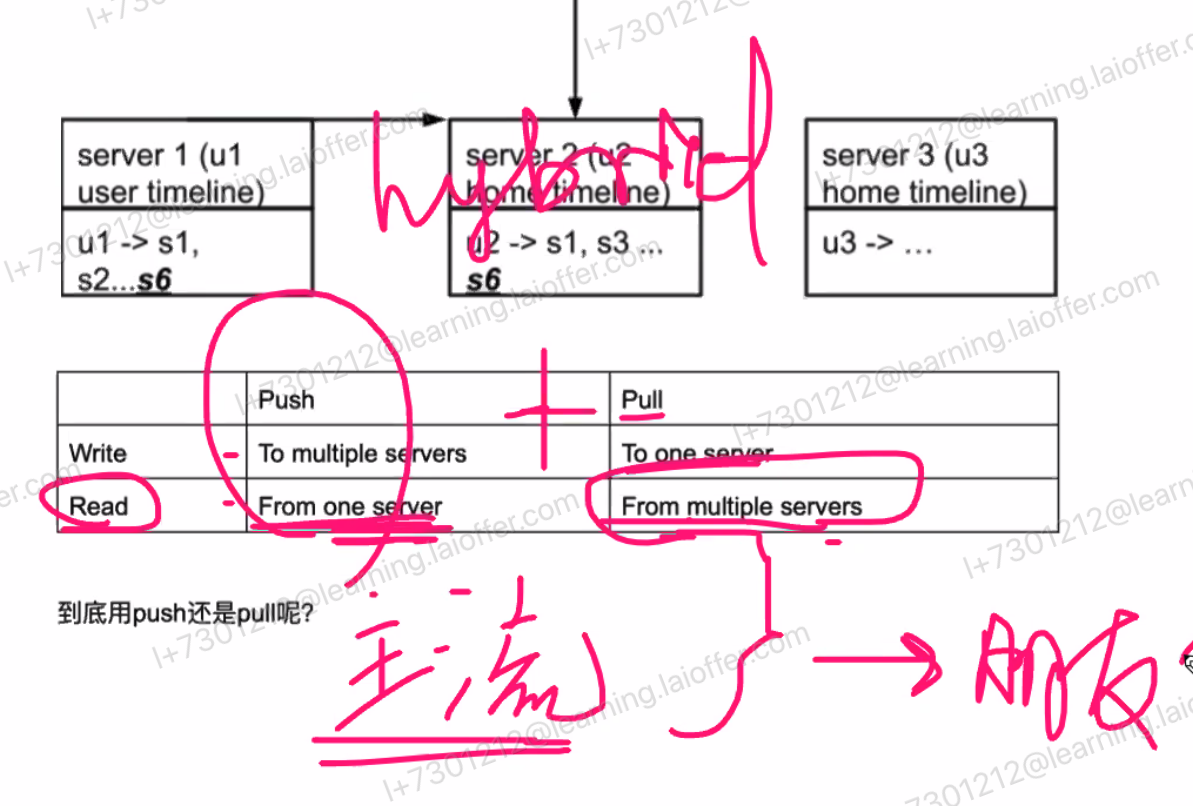 l+7301212@learning.laioffer.com
hybrid
server 1 (u1
user timeline)
server 2 (u2
home timeline)
server 3 (u3
home timeline)
u1 -> s1,
s2...s6
u2 -> s1, s3 ...
s6
u3 -> ...
Push
Pull
Write
To multiple servers
To one server
Read
From one server
From multiple servers
到底用push还是pull呢?
主流
朋友